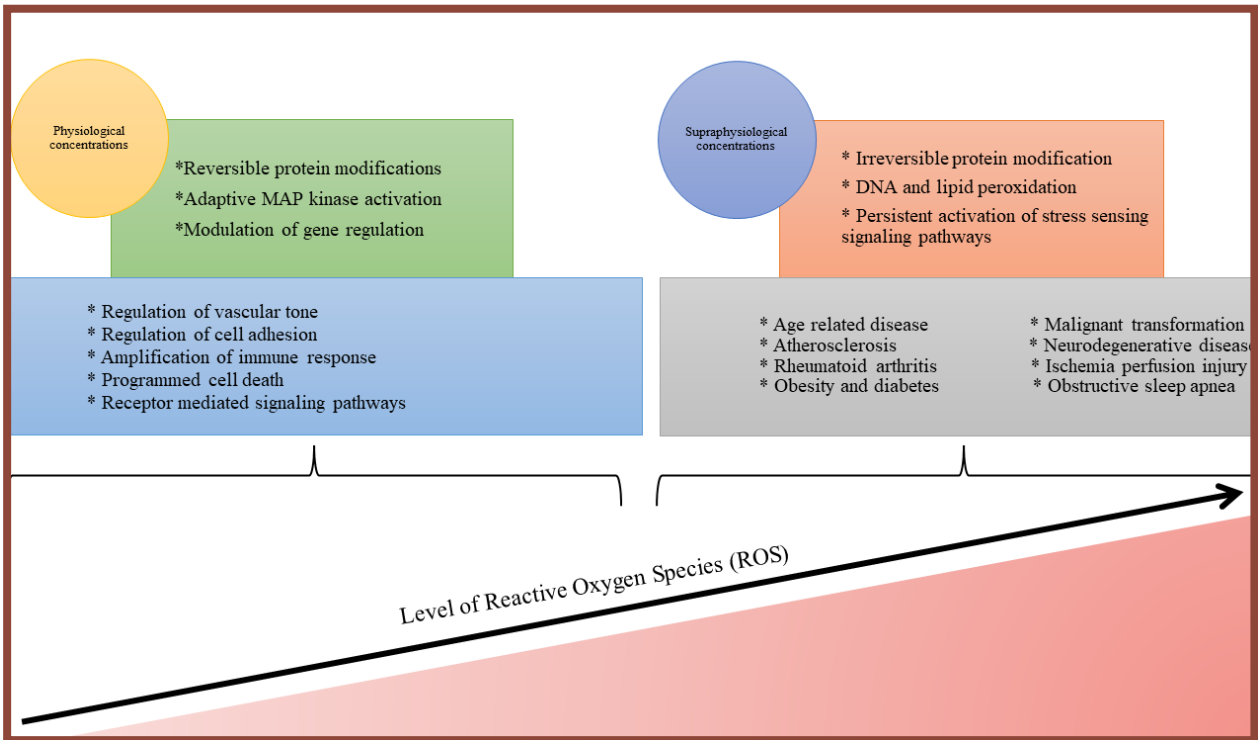 Physiological
concentrations
*Reversible protein modifications
*Adaptive MAP kinase activation
*Modulation of gene regulation
* Regulation of vascular tone
* Regulation of cell adhesion
* Amplification of immune response
* Programmed cell death
* Receptor mediated signaling pathways
Supraphysiological
concentrations
* Irreversible protein modification
* DNA and lipid peroxidation
* Persistent activation of stress sensing
signaling pathways
* Age related disease
* Atherosclerosis
* Rheumatoid arthritis
* Obesity and diabetes
* Malignant transformation
* Neurodegenerative disease
* Ischemia perfusion injury
* Obstructive sleep apnea
Level of Reactive Oxygen Species (ROS)